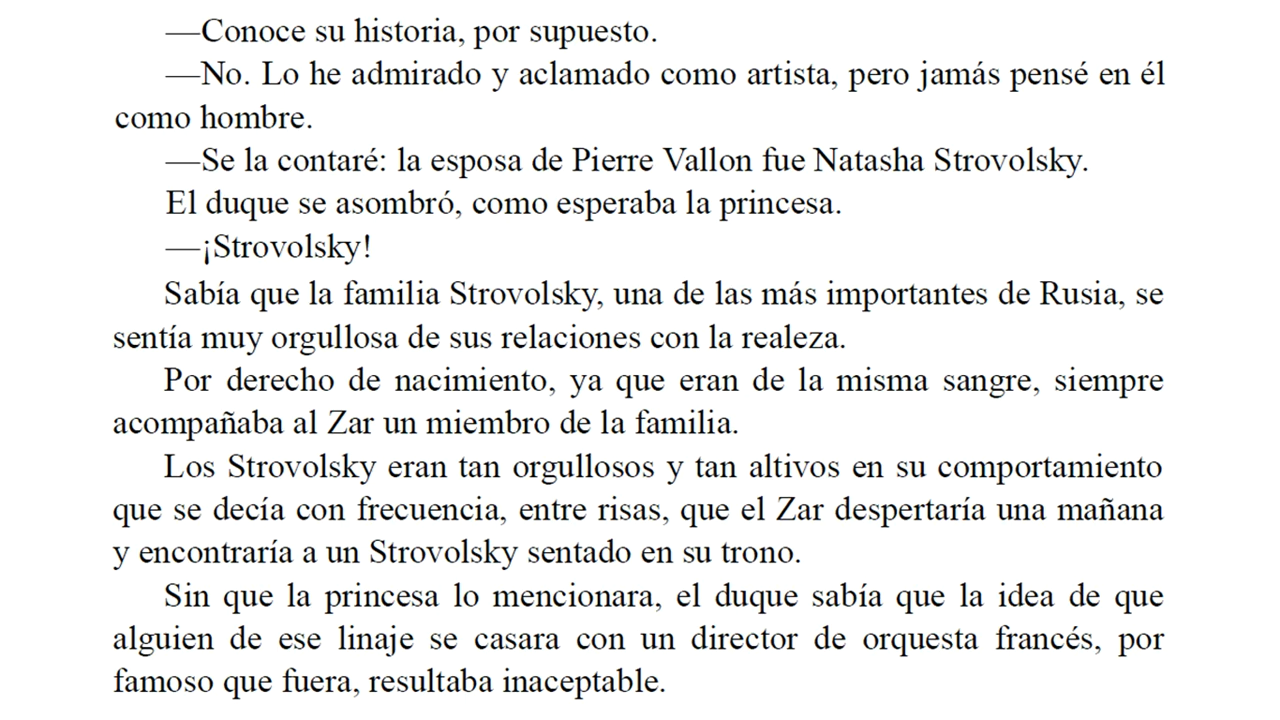 —Conoce su historia, por supuesto.
—No. Lo he admirado y aclamado como artista, pero jamás pensé en él
como hombre.
—Se la contaré: la esposa de Pierre Vallon fue Natasha Strovolsky.
El duque se asombró, como esperaba la princesa.
—¡Strovolsky!
Sabía que la familia Strovolsky, una de las más importantes de Rusia, se
sentía muy orgullosa de sus relaciones con la realeza.
Por derecho de nacimiento, ya que eran de la misma sangre, siempre
acompañaba al Zar un miembro de la familia.
Los Strovolsky eran tan orgullosos y tan altivos en su comportamiento
que se decía con frecuencia, entre risas, que el Zar despertaría una mañana
y encontraría a un Strovolsky sentado en su trono.
Sin que la princesa lo mencionara, el duque sabía que la idea de que
alguien de ese linaje se casara con un director de orquesta francés, por
famoso que fuera, resultaba inaceptable.